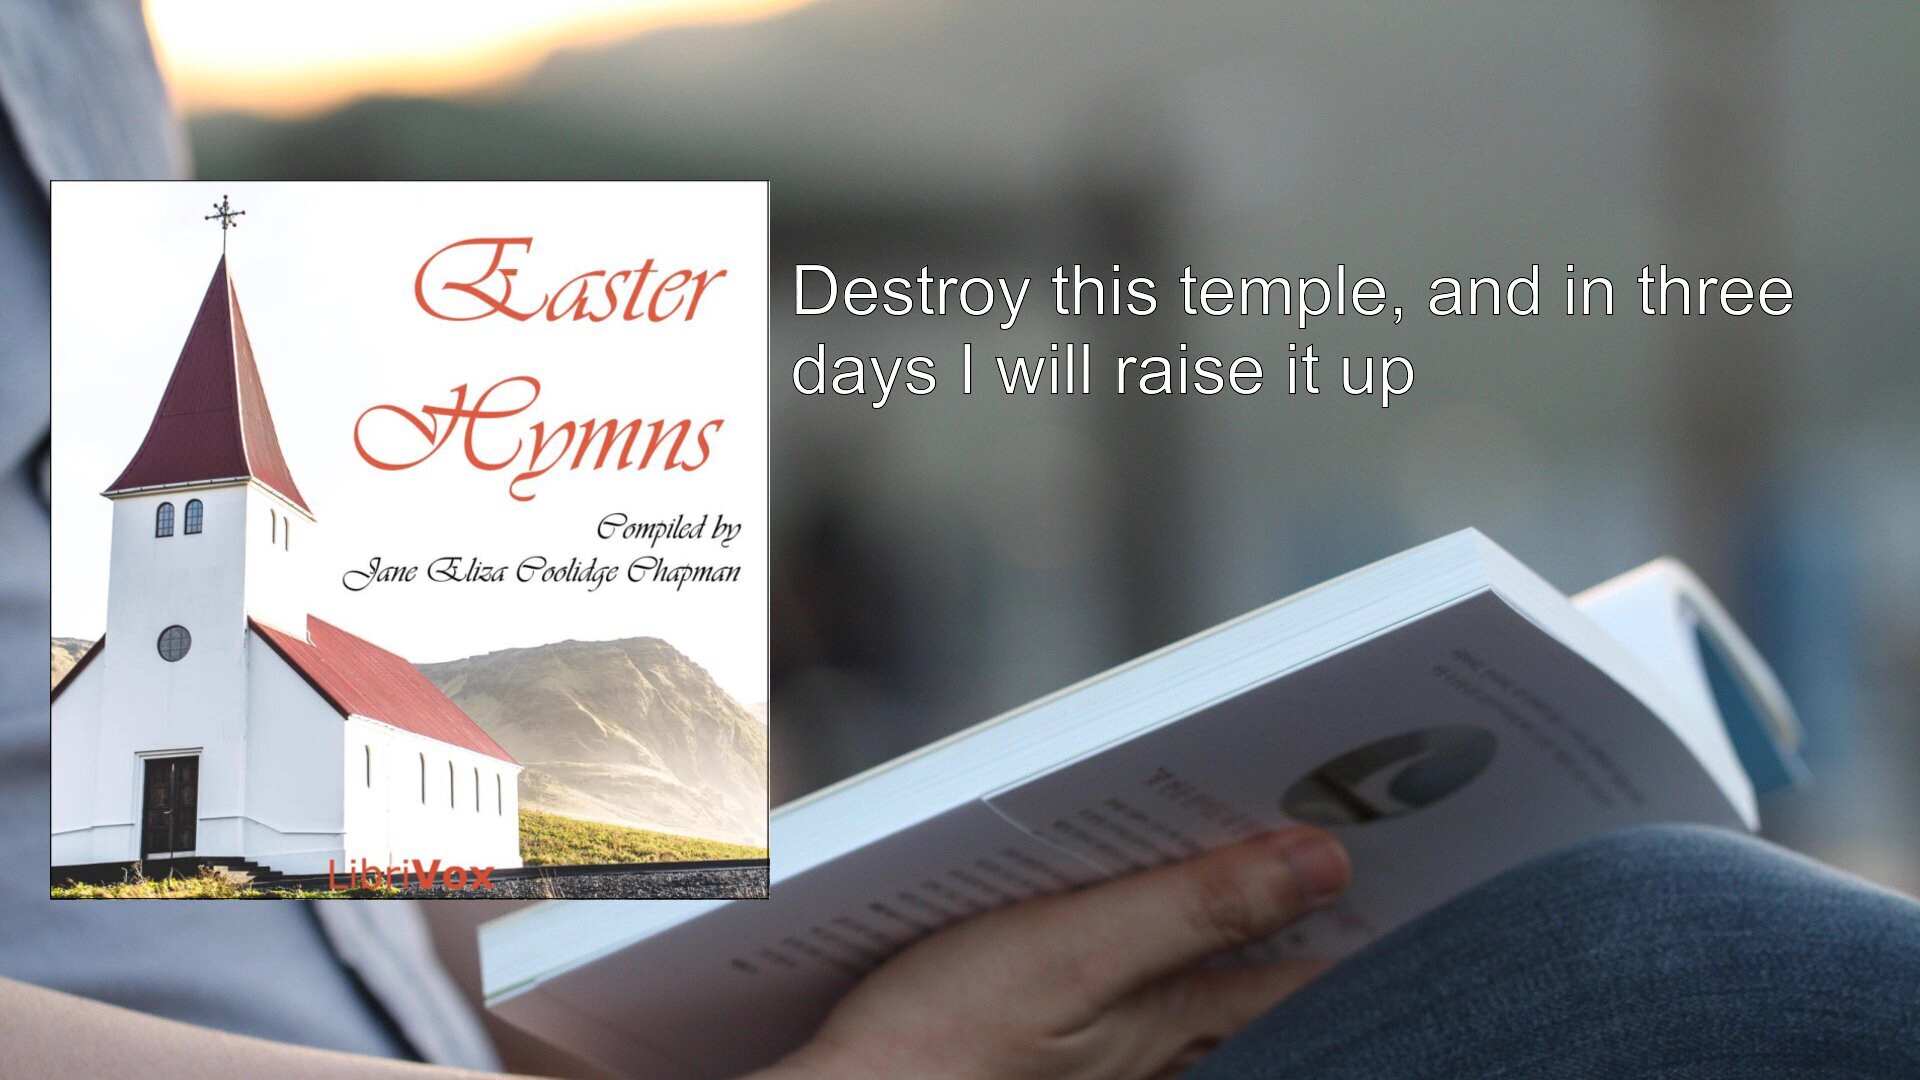 Easter
Hymns
Compiled by
Jane Eliza Coolidge Chapman
LibriVox
Destroy this temple, and in three
days I will raise it up